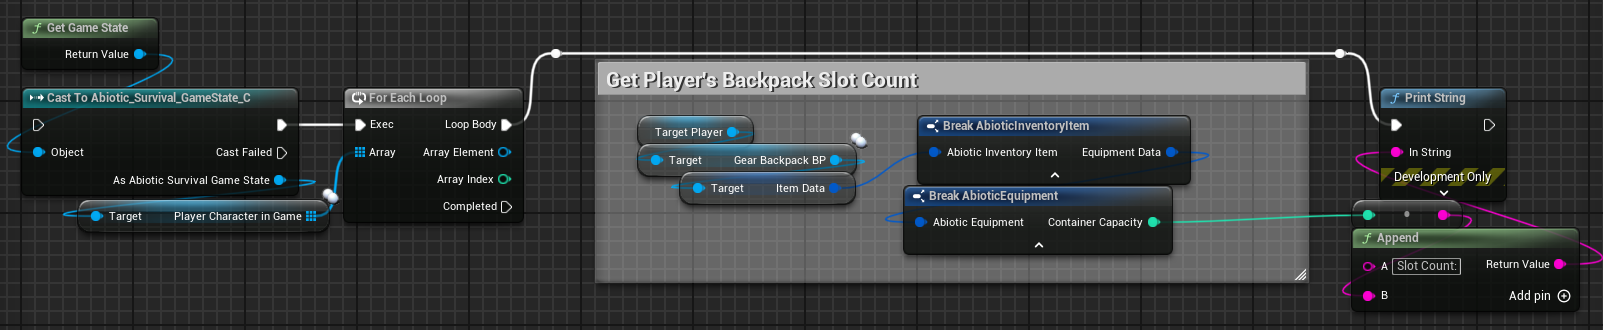 Get Game State
Return Value
Cast To Abiotic_Survival_GameState_C
Object
Cast Failed
As Abiotic Survival Game State
Target Player Character in Game
For Each Loop
Exec Loop Body
Array Array Element
Array Index
Completed
Get Player's Backpack Slot Count
Target Player
Target Gear Backpack BP
Target Item Data
Break AbioticInventoryItem
Abiotic Inventory Item Equipment Data
Break AbioticEquipment
Abiotic Equipment Container Capacity
Print String
In String
Development Only
Append
A Slot Count: Return Value
B Add pin